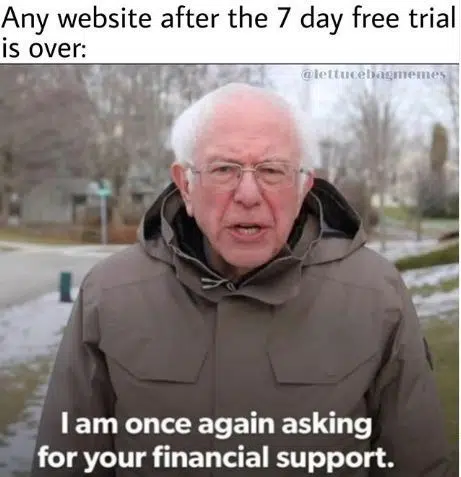 Any website after the 7 day free trial
is over:
@lettucebagmemes
I am once again asking
for your financial support.